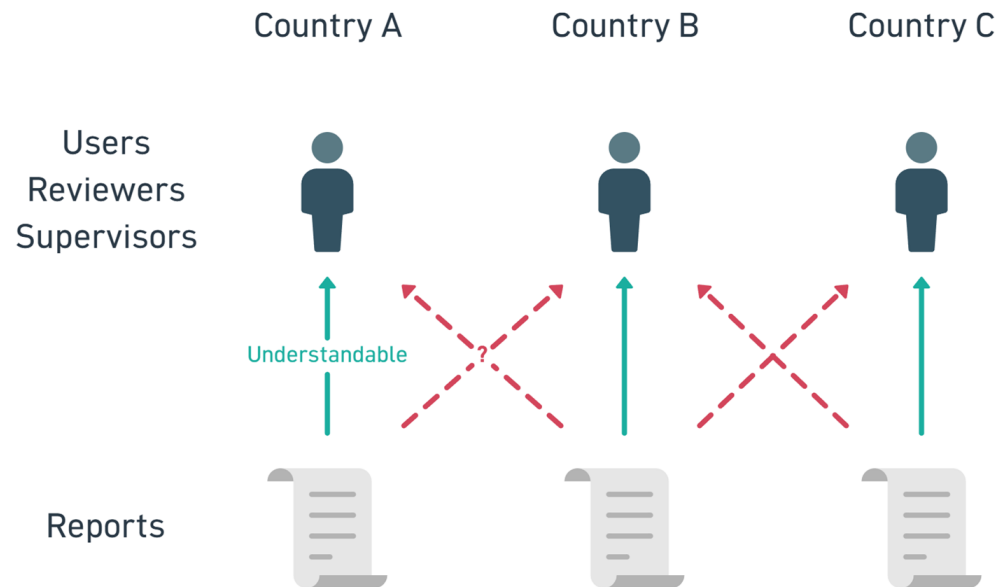 Country A
Country B
Country C
Users
Reviewers
Supervisors
Understandable
?
Reports